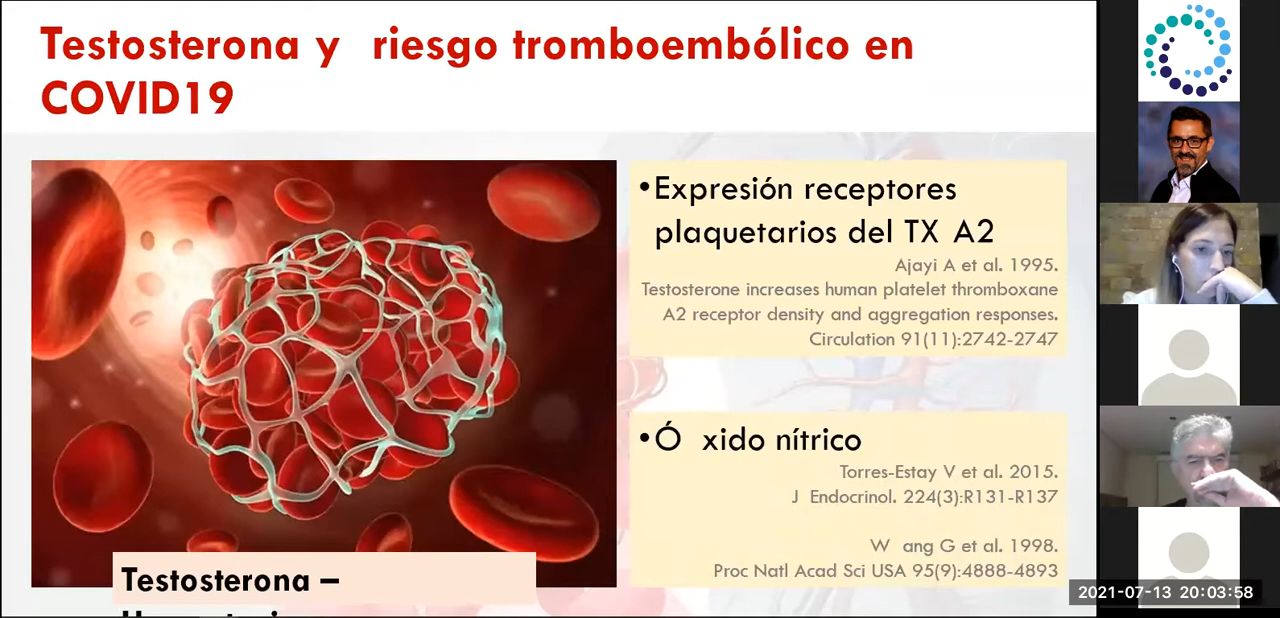 Testosterona y riesgo tromboembólico en
COVID19
•Expresión receptores
plaquetarios del TX A2
Ajayi A et al. 1995.
Testosterone increases human platelet thromboxane
A2 receptor density and aggregation responses.
Circulation 91(11):2742-2747
•Ó xido nítrico
Torres-Estay V et al. 2015.
J Endocrinol. 224(3):R131-R137
W ang G et al. 1998.
Proc Natl Acad Sci USA 95(9):4888-4893
Testosterona –
2021-07-13 20:03:58